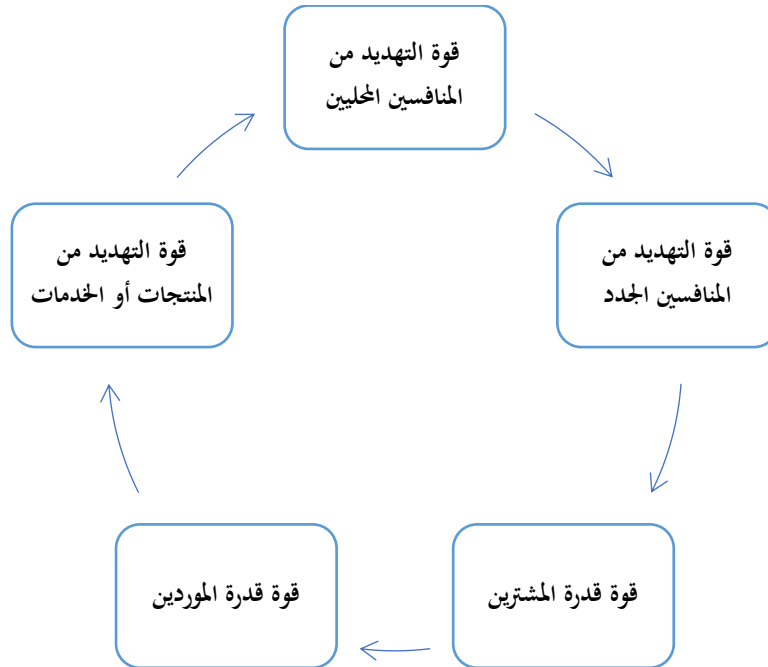 قوة التهديد من
المنافسين المحليين
قوة التهديد من
المنافسين الجدد
قوة التهديد من
المنتجات أو الخدمات
قوة قدرة المشترين
قوة قدرة الموردين